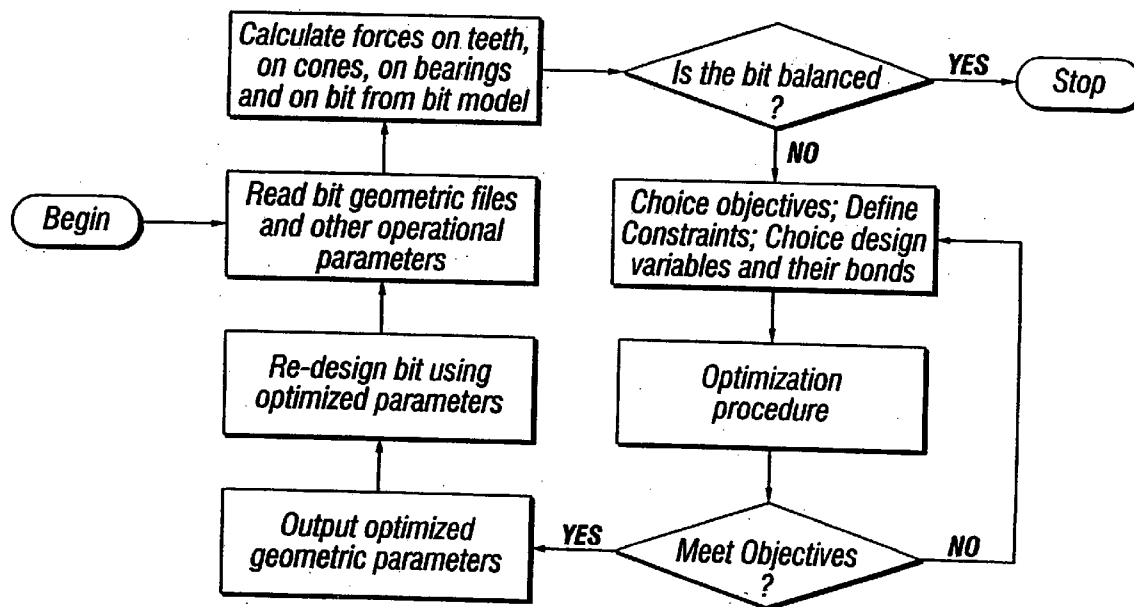 Begin
Read bit geometric files
and other operational
parameters
Calculate forces on teeth,
on cones, on bearings
and on bit from bit model
Is the bit balanced
?
YES
Stop
NO
Choice objectives; Define
Constraints; Choice design
variables and their bonds
Optimization
procedure
Meet Objectives
?
NO
YES
Output optimized
geometric parameters
Re-design bit using
optimized parameters